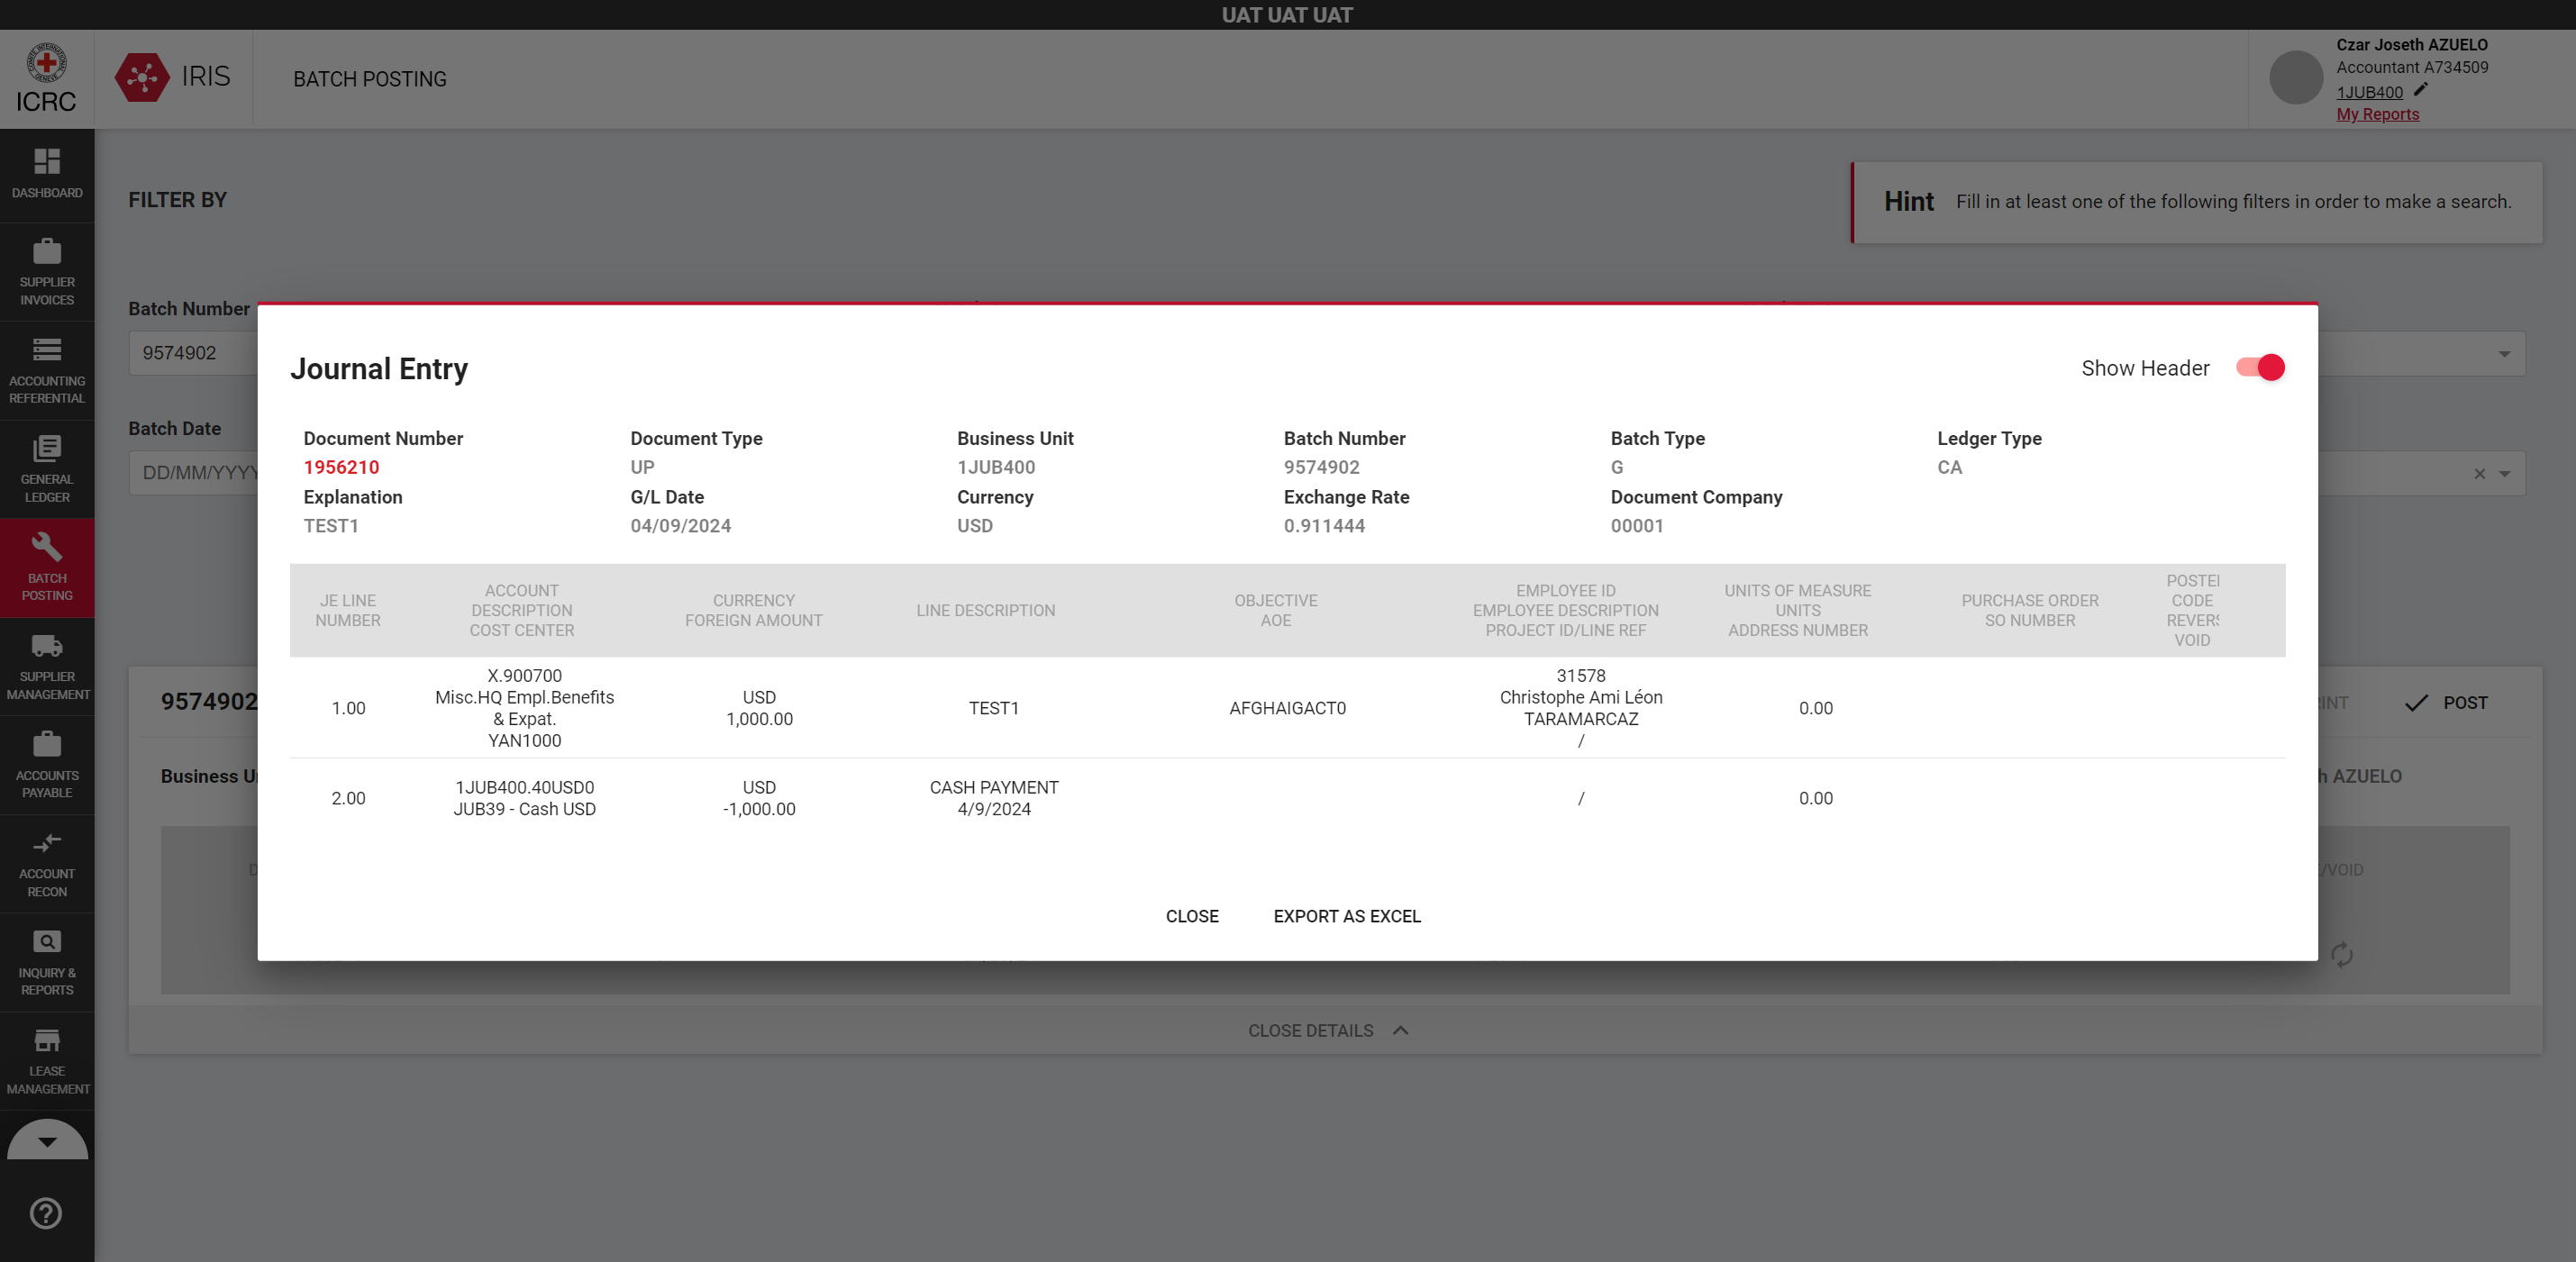 UAT UAT UAT
ICRC
IRIS
BATCH POSTING
Czar Joseth AZUELO
Accountant A734509
1JUB400
My Reports
DASHBOARD
SUPPLIER
INVOICES
ACCOUNTING
REFERENTIAL
GENERAL
LEDGER
BATCH
POSTING
SUPPLIER
MANAGEMENT
ACCOUNTS
PAYABLE
ACCOUNT
RECON
INQUIRY &
REPORTS
LEASE
MANAGEMENT
FILTER BY
Hint Fill in at least one of the following filters in order to make a search.
Batch Number
9574902
Batch Date
DD/MM/YYYY
Journal Entry
Show Header
Document Number Document Type Business Unit Batch Number Batch Type Ledger Type
1956210 UP 1JUB400 9574902 G CA
Explanation G/L Date Currency Exchange Rate Document Company
TEST1 04/09/2024 USD 0.911444 00001
JE LINE
NUMBER
ACCOUNT
DESCRIPTION
COST CENTER
CURRENCY
FOREIGN AMOUNT
LINE DESCRIPTION
OBJECTIVE
AOE
EMPLOYEE ID
EMPLOYEE DESCRIPTION
PROJECT ID/LINE REF
UNITS OF MEASURE
UNITS
ADDRESS NUMBER
PURCHASE ORDER
SO NUMBER
POSTE
CODE
REVERS
VOID
1.00
X.900700
Misc.HQ Empl.Benefits
& Expat.
YAN1000
USD
1,000.00
TEST1
AFGHAIGACT0
31578
Christophe Ami Léon
TARAMARCAZ
/
0.00
2.00
1JUB400.40USD0
JUB39 - Cash USD
USD
-1,000.00
CASH PAYMENT
4/9/2024
/
0.00
CLOSE EXPORT AS EXCEL
9574902
INT
POST
Business U
h AZUELO
D
/VOID
CLOSE DETAILS